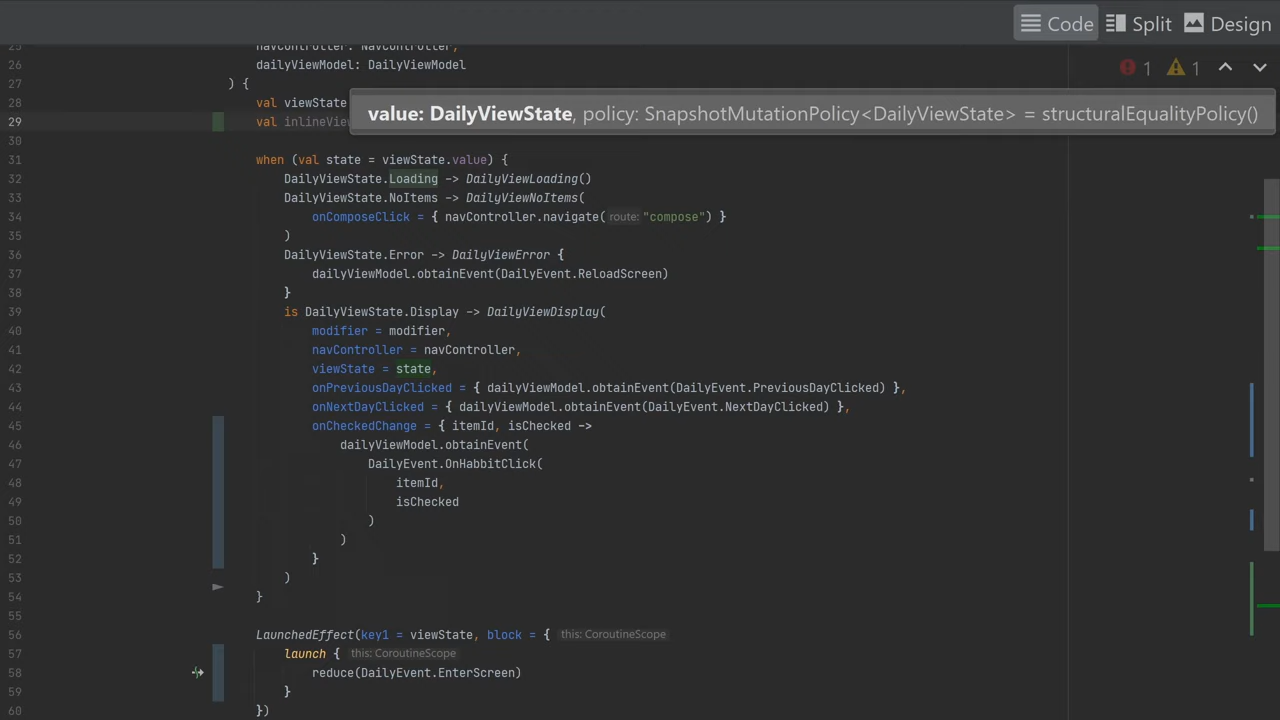 Code Split Design
25 navController: NavController,
26 dailyViewModel: DailyViewModel
1 1
27 ) {
28 val viewState
value: DailyViewState, policy: SnapshotMutationPolicy<DailyViewState> = structuralEqualityPolicy()
29 val inlineView
30
31 when (val state = viewState.value) {
32 DailyViewState.Loading -> DailyViewLoading()
33 DailyViewState.NoItems -> DailyViewNoItems(
34 onComposeClick = { navController.navigate( route: "compose") }
35 )
36 DailyViewState.Error -> DailyViewError {
37 dailyViewModel.obtainEvent(DailyEvent.ReloadScreen)
38 }
39 is DailyViewState.Display -> DailyViewDisplay(
40 modifier = modifier,
41 navController = navController,
42 viewState = state,
43 onPreviousDayClicked = { dailyViewModel.obtainEvent(DailyEvent.PreviousDayClicked) },
44 onNextDayClicked = { dailyViewModel.obtainEvent(DailyEvent.NextDayClicked) },
45 onCheckedChange = { itemId, isChecked ->
46 dailyViewModel.obtainEvent(
47 DailyEvent.OnHabbitClick(
48 itemId,
49 isChecked
50 )
51 )
52 }
53 )
54 }
55
56 LaunchedEffect(key1 = viewState, block = { this: CoroutineScope
57 launch { this: CoroutineScope
58 reduce(DailyEvent.EnterScreen)
59 }
60 })